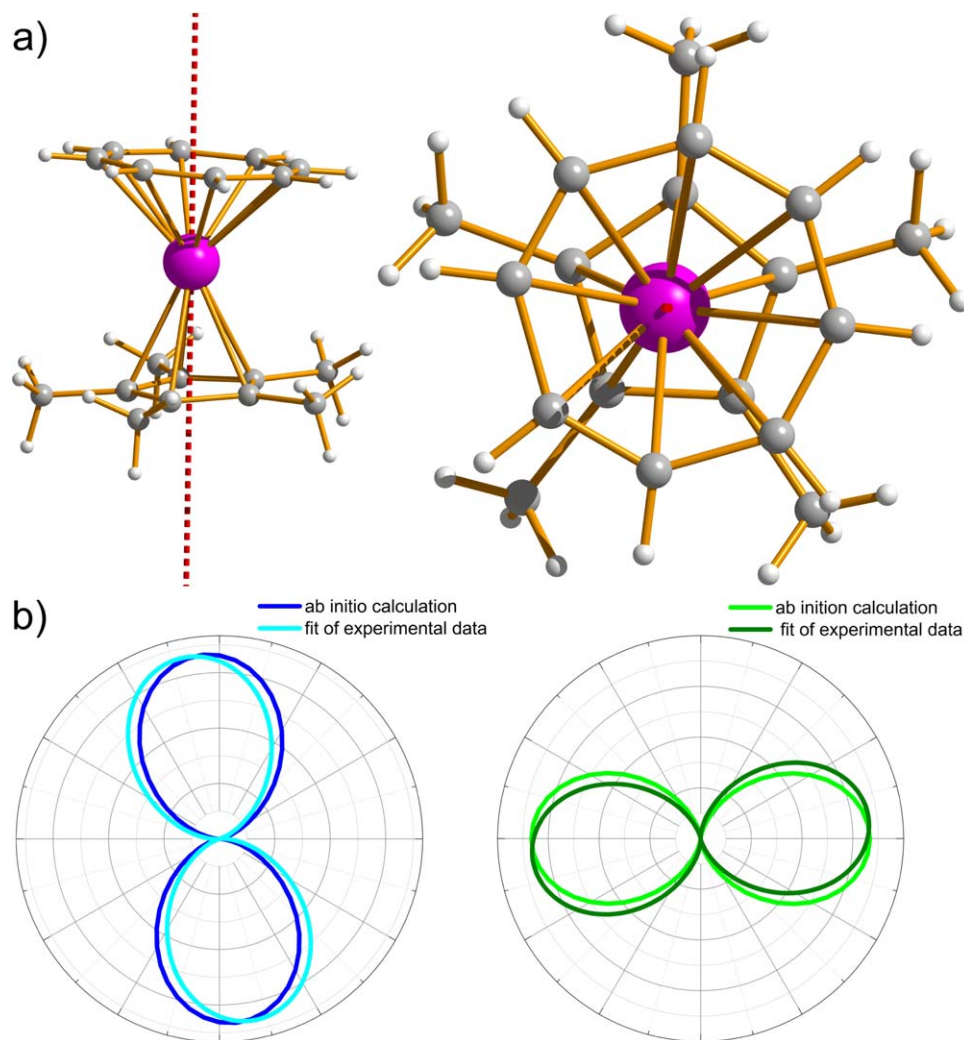 a)
b)
ab initio calculation
fit of experimental data
ab inition calculation
fit of experimental data